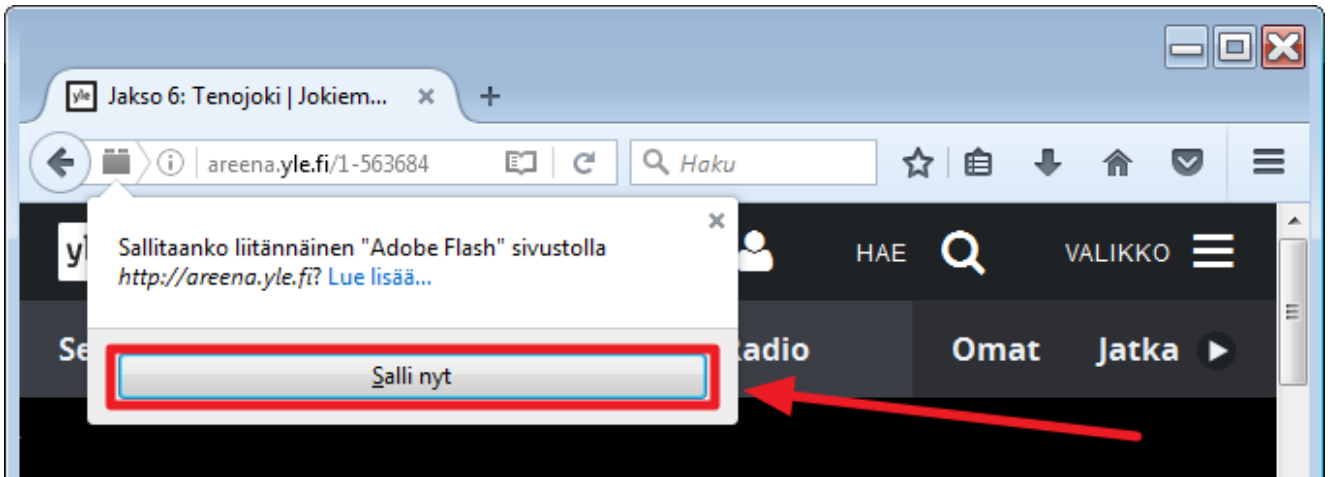 yle Jakso 6: Tenojoki | Jokiem...
areena.yle.fi/1-563684
Haku
Sallitaanko liitännäinen "Adobe Flash" sivustolla
http://areena.yle.fi? Lue lisää...
HAE
VALIKKO
Salli nyt
Omat
Jatka